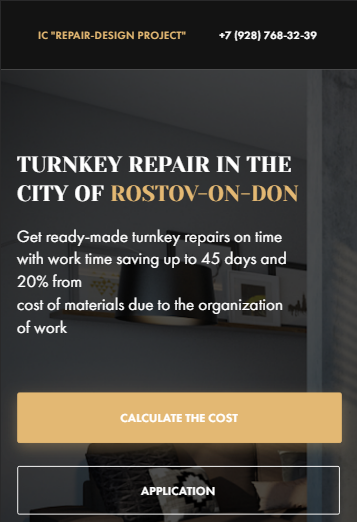 IC "REPAIR-DESIGN PROJECT" +7 (928) 768-32-39
TURNKEY REPAIR IN THE
CITY OF ROSTOV-ON-DON
Get ready-made turnkey repairs on time
with work time saving up to 45 days and
20% from
cost of materials due to the organization
of work
CALCULATE THE COST
APPLICATION